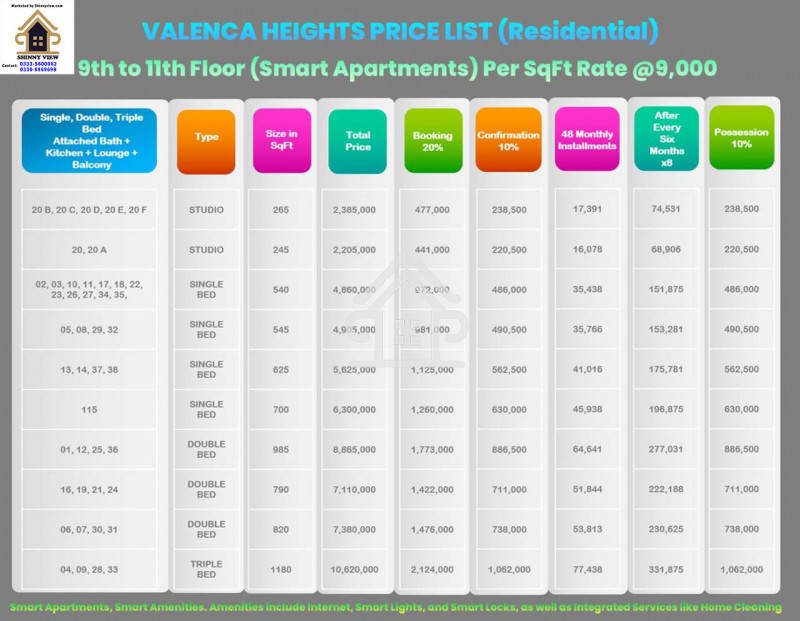 Marketed by Shinnyview.com
SHINNY VIEW
Contact: 0333-5600082
0330-6969698
VALENCA HEIGHTS PRICE LIST (Residential)
9th to 11th Floor (Smart Apartments) Per SqFt Rate @9,000
Single, Double, Triple
Bed
Attached Bath +
Kitchen + Lounge +
Balcony
Type
Size in
SqFt
Total
Price
Booking
20%
Confirmation
10%
48 Monthly
Installments
After
Every
Six
Months
x8
Possession
10%
20 B, 20 C, 20 D, 20 E, 20 F STUDIO 265 2,385,000 477,000 238,500 17,391 74,531 238,500
20, 20 A STUDIO 245 2,205,000 441,000 220,500 16,078 68,906 220,500
02, 03, 10, 11, 17, 18, 22,
23, 26, 27, 34, 35, SINGLE
BED 540 4,860,000 972,000 486,000 35,438 151,875 486,000
05, 08, 29, 32 SINGLE
BED 545 4,905,000 981,000 490,500 35,766 153,281 490,500
13, 14, 37, 38 SINGLE
BED 625 5,625,000 1,125,000 562,500 41,016 175,781 562,500
115 SINGLE
BED 700 6,300,000 1,260,000 630,000 45,938 196,875 630,000
01, 12, 25, 36 DOUBLE
BED 985 8,865,000 1,773,000 886,500 64,641 277,031 886,500
16, 19, 21, 24 DOUBLE
BED 790 7,110,000 1,422,000 711,000 51,844 222,188 711,000
06, 07, 30, 31 DOUBLE
BED 820 7,380,000 1,476,000 738,000 53,813 230,625 738,000
04, 09, 28, 33 TRIPLE
BED 1180 10,620,000 2,124,000 1,062,000 77,438 331,875 1,062,000
Smart Apartments, Smart Amenities. Amenities include Internet, Smart Lights, and Smart Locks, as well as Integrated Services like Home Cleaning